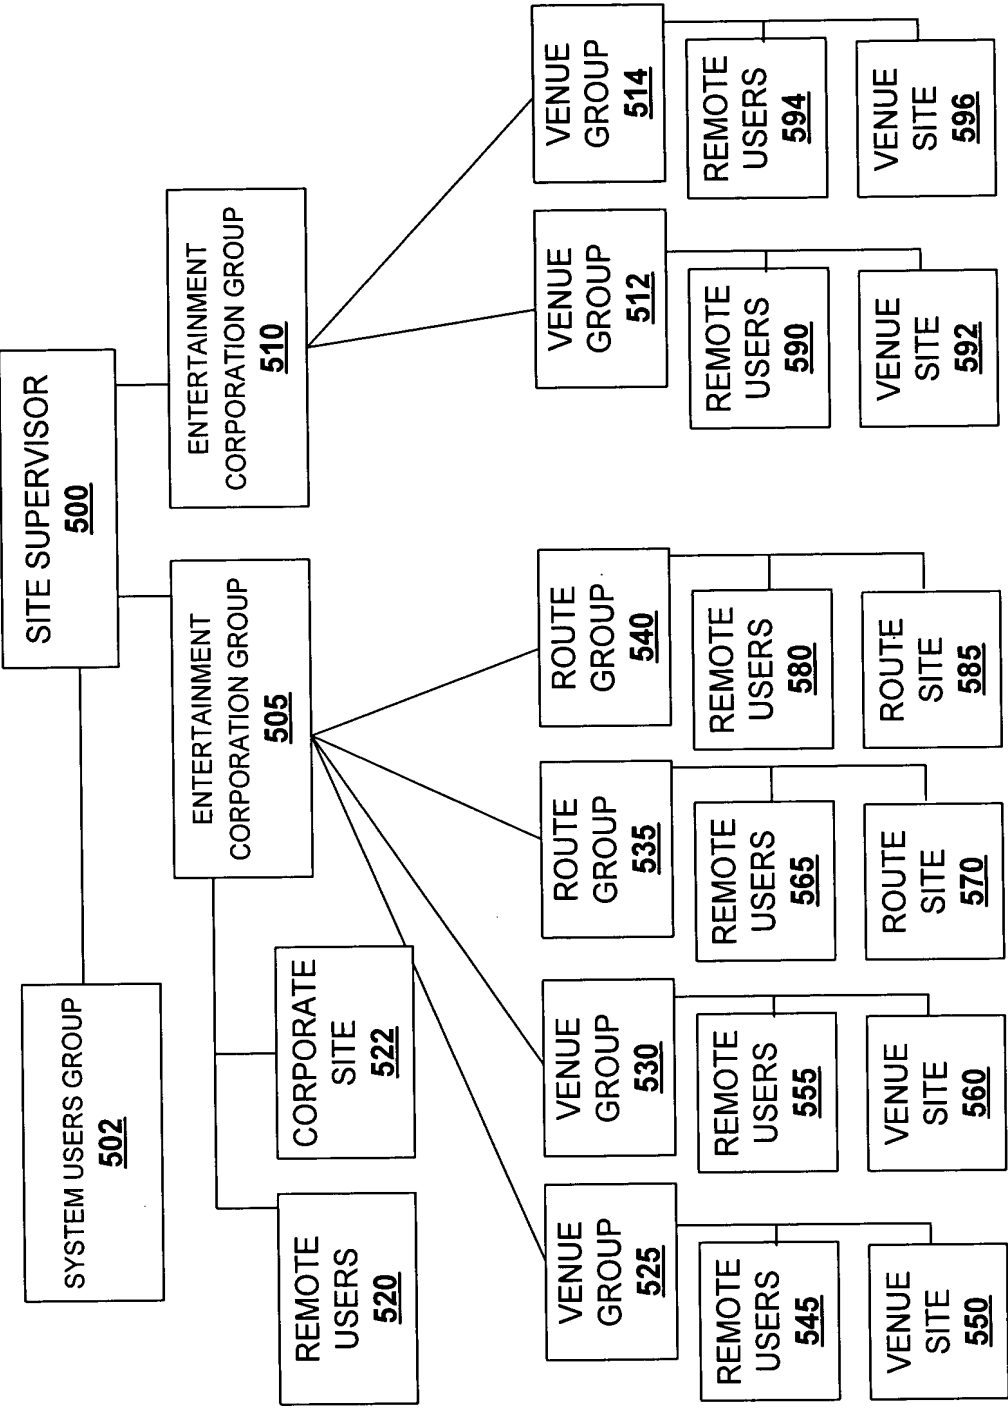 SITE SUPERVISOR
500
SYSTEM USERS GROUP
502
ENTERTAINMENT
CORPORATION GROUP
505
ENTERTAINMENT
CORPORATION GROUP
510
REMOTE
USERS
520
CORPORATE
SITE
522
VENUE
GROUP
525
VENUE
GROUP
530
ROUTE
GROUP
535
ROUTE
GROUP
540
VENUE
GROUP
512
VENUE
GROUP
514
REMOTE
USERS
545
REMOTE
USERS
555
REMOTE
USERS
565
REMOTE
USERS
580
REMOTE
USERS
590
REMOTE
USERS
594
VENUE
SITE
550
VENUE
SITE
560
ROUTE
SITE
570
ROUTE
SITE
585
VENUE
SITE
592
VENUE
SITE
596